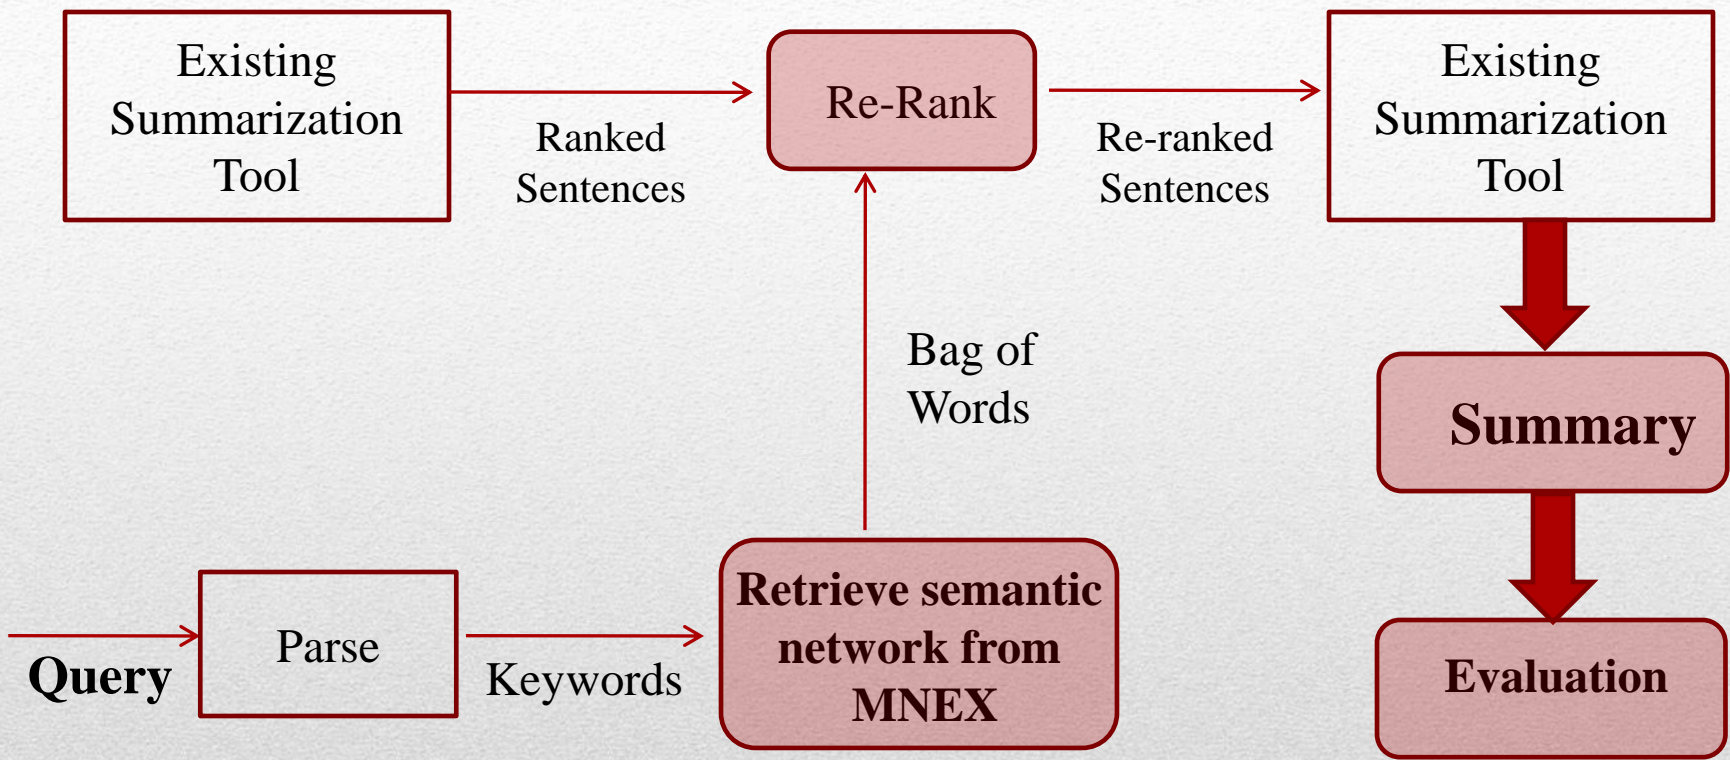 Existing
Summarization
Tool
Ranked
Sentences
Re-Rank
Re-ranked
Sentences
Existing
Summarization
Tool
Bag of
Words
Summary
Query
Parse
Keywords
Retrieve semantic
network from
MNEX
Evaluation